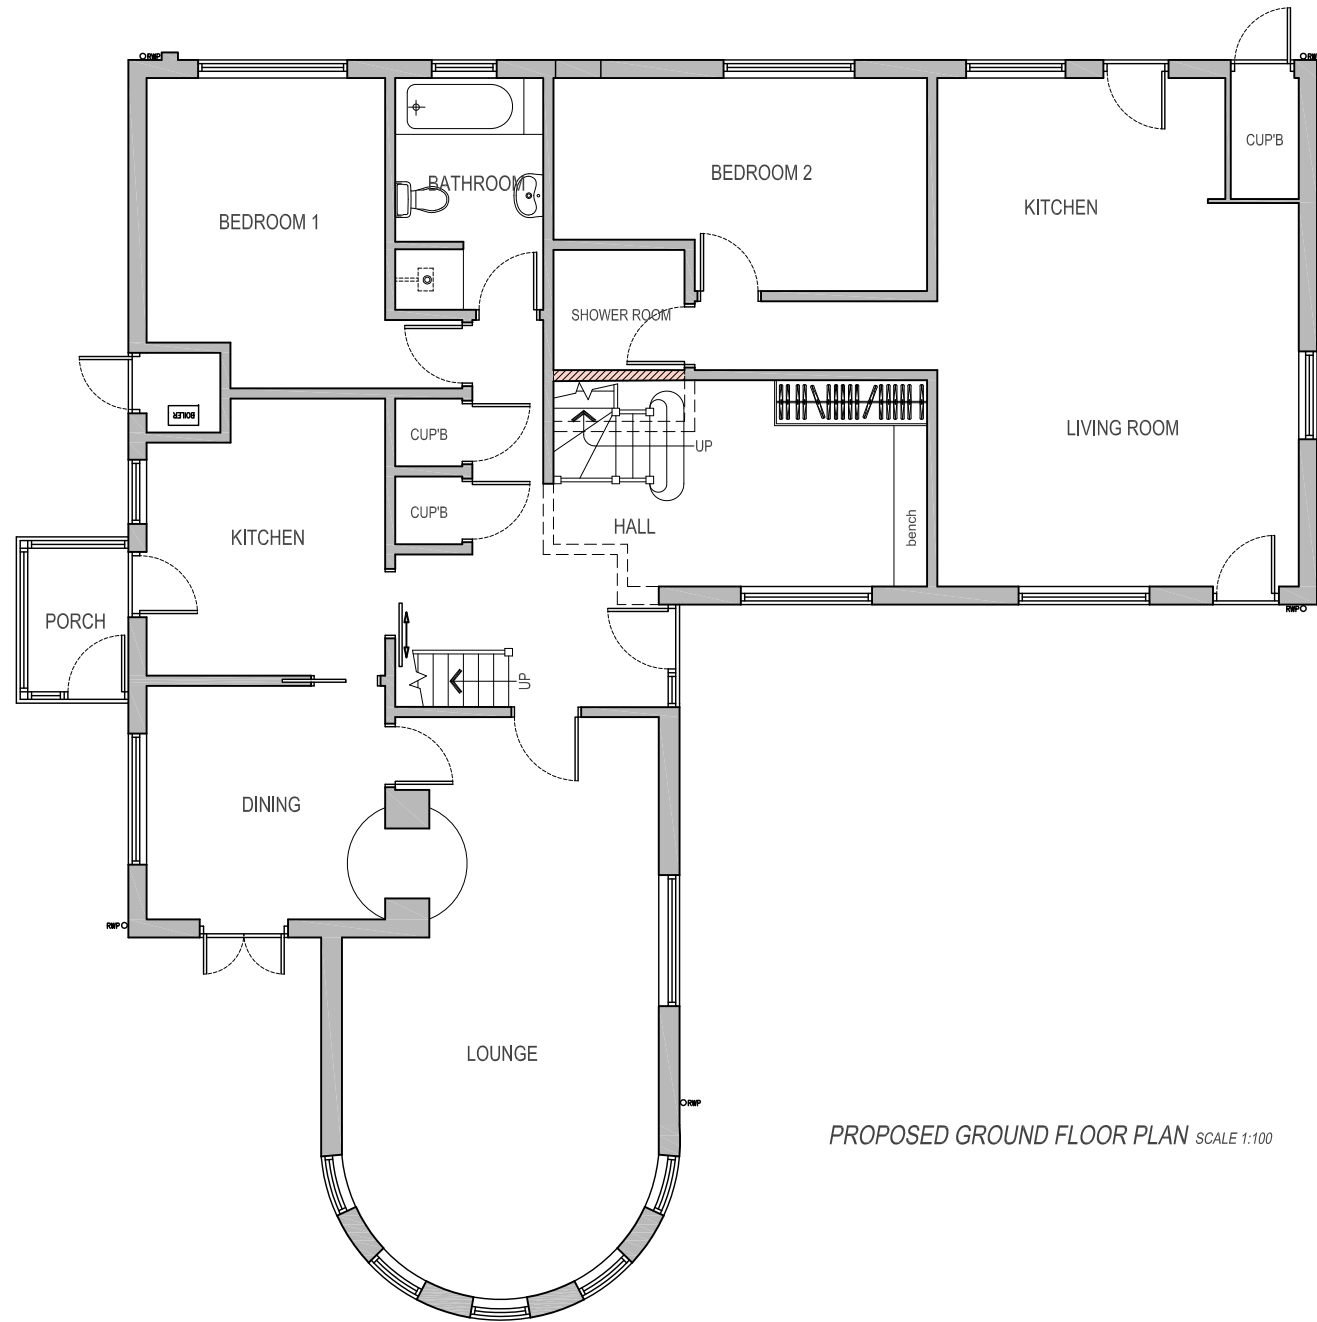 RWP
RWP
CUP'B
BEDROOM 2
BATHROOM
KITCHEN
BEDROOM 1
SHOWER ROOM
BOILER
CUP'B
LIVING ROOM
UP
CUP'B
HALL
bench
KITCHEN
RWP
PORCH
UP
DINING
RWP
LOUNGE
RWP
PROPOSED GROUND FLOOR PLAN SCALE 1:100